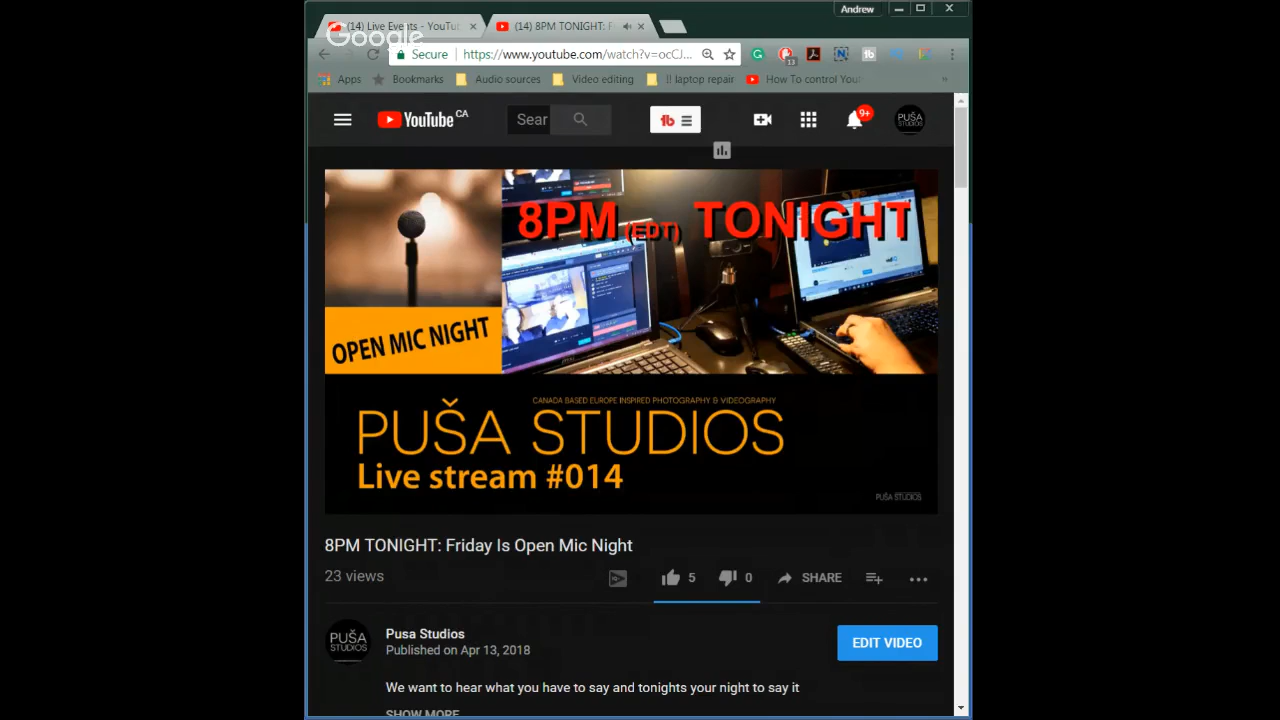 Andrew
(14) Live Events - YouTub
(14) 8PM TONIGHT: F
Google
Secure
https://www.youtube.com/watch?v=ocCJ...
13
Apps
Bookmarks
Audio sources
Video editing
!! laptop repair
How To control Your
YouTube CA
Sear
9+
PUŠA
STUDIOS
8PM (EDT) TONIGHT
OPEN MIC NIGHT
CANADA BASED EUROPE INSPIRED PHOTOGRAPHY & VIDEOGRAPHY
PUŠA STUDIOS
Live stream #014
PUŠA STUDIOS
8PM TONIGHT: Friday Is Open Mic Night
23 views
5
0
SHARE
PUŠA
STUDIOS
Pusa Studios
Published on Apr 13, 2018
EDIT VIDEO
We want to hear what you have to say and tonights your night to say it
SHOW MORE